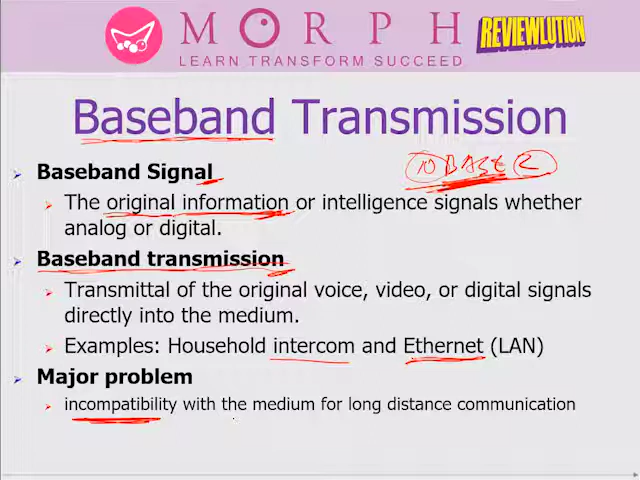 MORPH
LEARN TRANSFORM SUCCEED
REVIEWLUTION
Baseband Transmission
Baseband Signal
10 BASE 2
The original information or intelligence signals whether
analog or digital.
Baseband transmission
Transmittal of the original voice, video, or digital signals
directly into the medium.
Examples: Household intercom and Ethernet (LAN)
Major problem
incompatibility with the medium for long distance communication